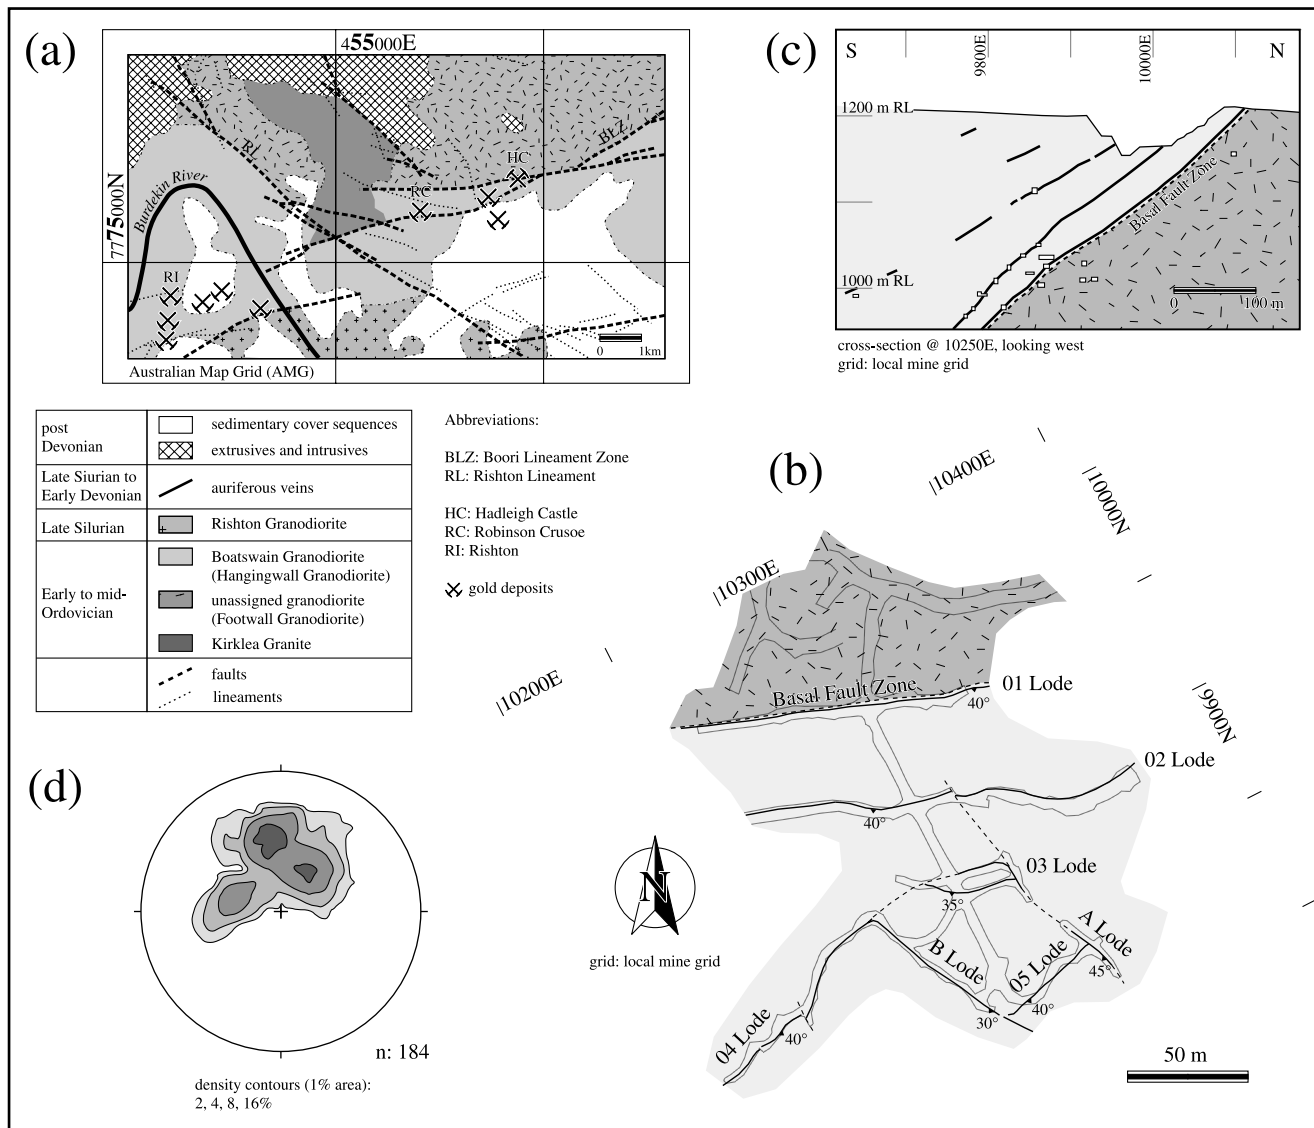 (a)
455000E
7775000N
RL
BLZ
HC
RC
Burdekin River
RI
0 1km
Australian Map Grid (AMG)
(c)
S
9800E
10000E
N
1200 m RL
1000 m RL
Basal Fault Zone
0 100 m
cross-section @ 10250E, looking west
grid: local mine grid
post
Devonian
sedimentary cover sequences
extrusives and intrusives
Late Siurian to
Early Devonian
auriferous veins
Late Silurian
Rishton Granodiorite
Early to mid-
Ordovician
Boatswain Granodiorite
(Hangingwall Granodiorite)
unassigned granodiorite
(Footwall Granodiorite)
Kirklea Granite
faults
lineaments
Abbreviations:
BLZ: Boori Lineament Zone
RL: Rishton Lineament
HC: Hadleigh Castle
RC: Robinson Crusoe
RI: Rishton
gold deposits
(b)
10400E
10000N
10300E
10200E
9900N
Basal Fault Zone
01 Lode
40°
02 Lode
40°
03 Lode
35°
A Lode
45°
B Lode
30°
05 Lode
40°
04 Lode
40°
N
grid: local mine grid
50 m
(d)
n: 184
density contours (1% area):
2, 4, 8, 16%